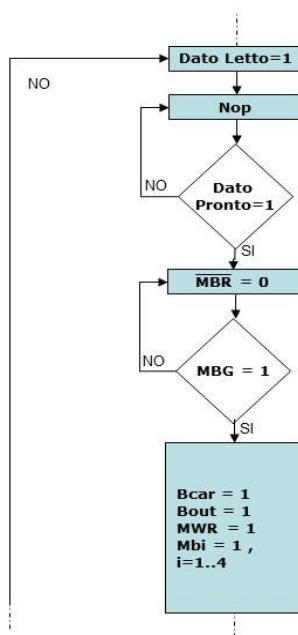 Dato Letto=1
NO
Nop
NO
Dato
Pronto=1
SI
M̅B̅R̅ = 0
NO
MBG = 1
SI
Bcar = 1
Bout = 1
MWR = 1
Mbi = 1 ,
i=1..4